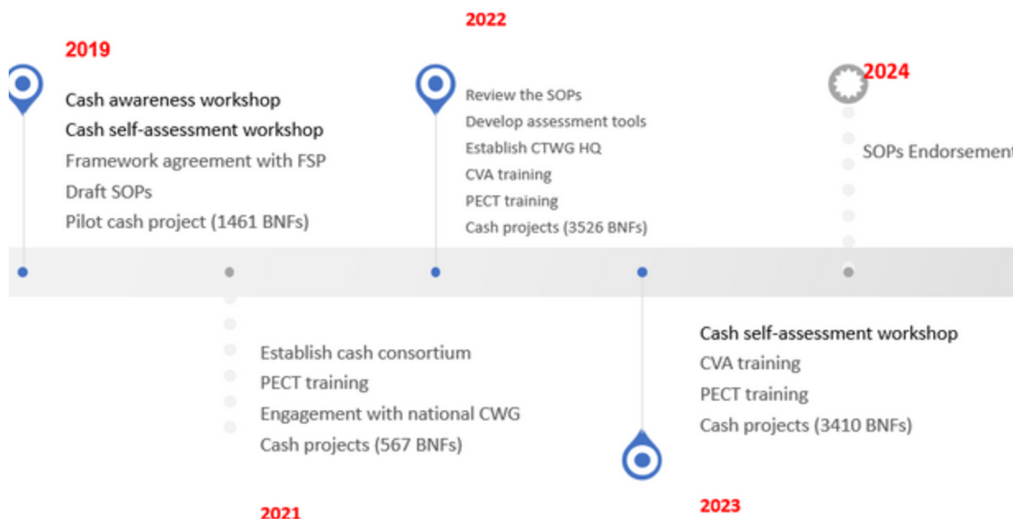 2019
Cash awareness workshop
Cash self-assessment workshop
Framework agreement with FSP
Draft SOPs
Pilot cash project (1461 BNFs)
Establish cash consortium
PECT training
Engagement with national CWG
Cash projects (567 BNFs)
2021
2022
Review the SOPs
Develop assessment tools
Establish CTWG HQ
CVA training
PECT training
Cash projects (3526 BNFs)
Cash self-assessment workshop
CVA training
PECT training
Cash projects (3410 BNFs)
2023
2024
SOPs Endorsement